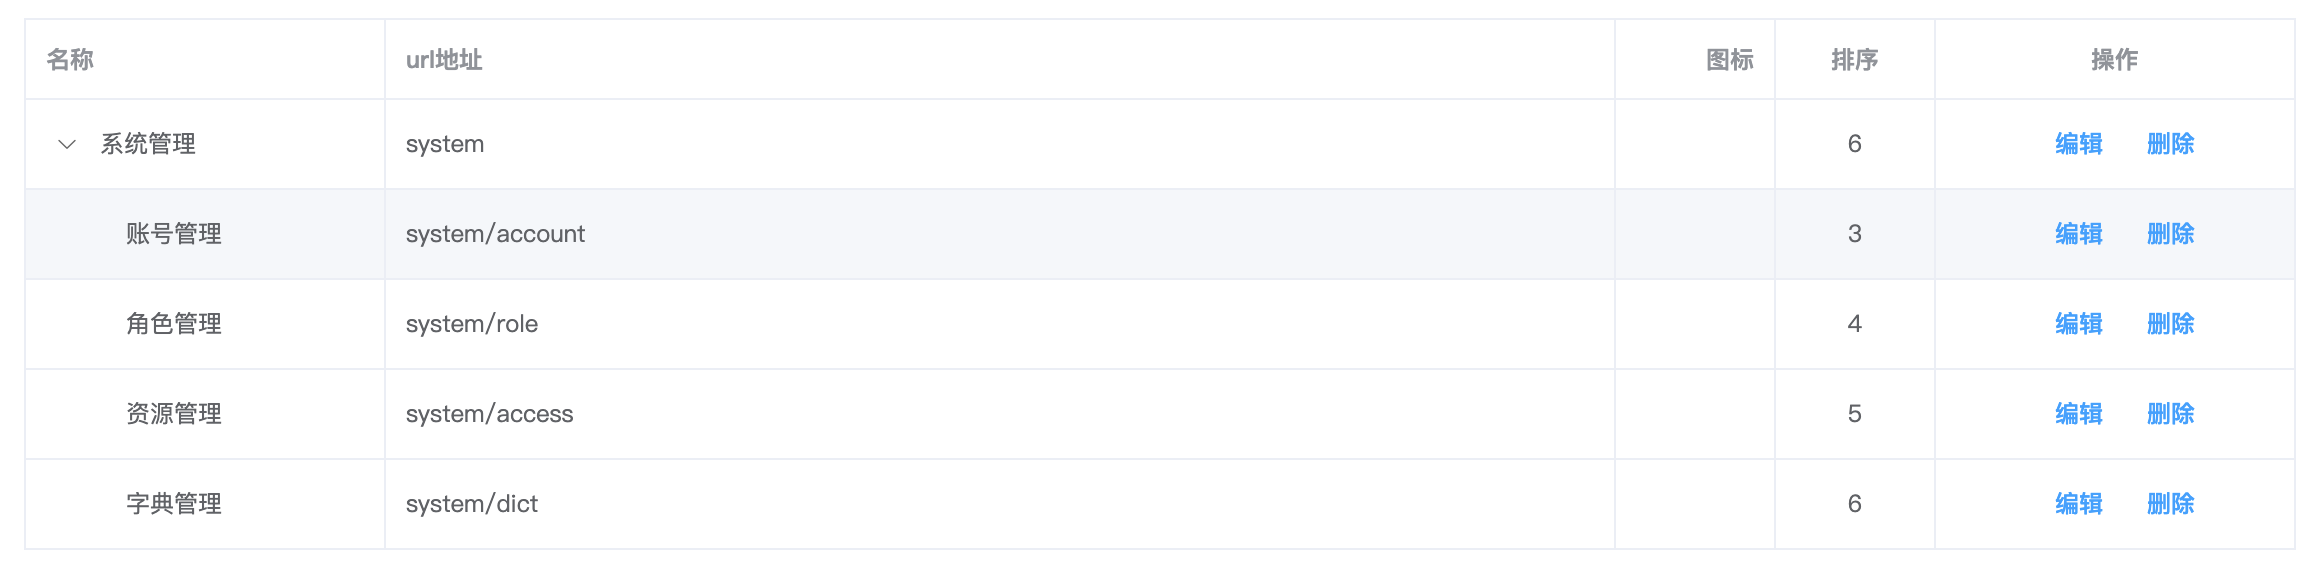 名称 url地址 图标 排序 操作
系统管理 system 6 编辑 删除
账号管理 system/account 3 编辑 删除
角色管理 system/role 4 编辑 删除
资源管理 system/access 5 编辑 删除
字典管理 system/dict 6 编辑 删除